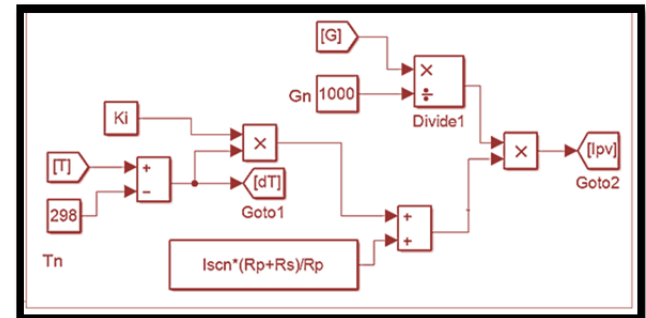 [G]
Gn 1000
×
÷
Divide1
Ki
×
×
[Ipv]
Goto2
[T]
+
−
[dT]
Goto1
298
+
+
Tn
Iscn*(Rp+Rs)/Rp